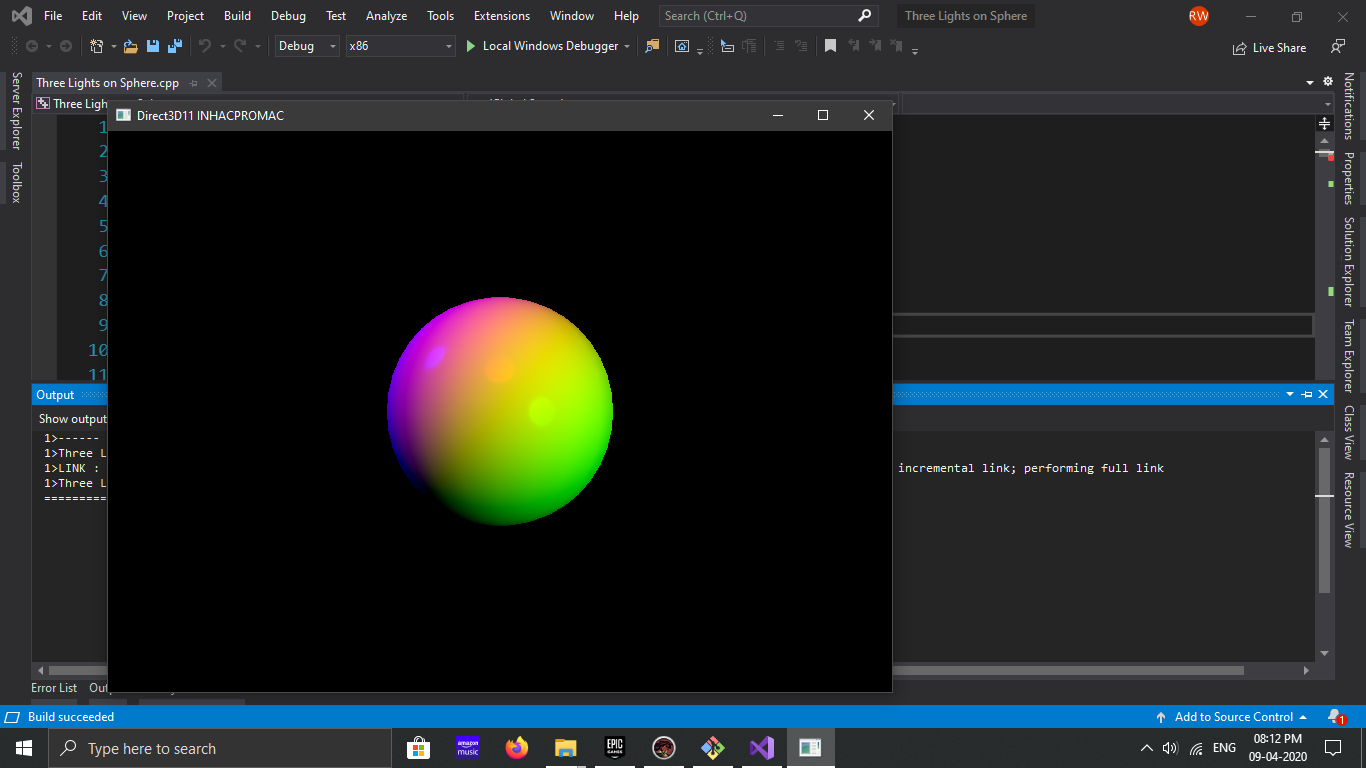 File Edit View Project Build Debug Test Analyze Tools Extensions Window Help Search (Ctrl+Q) Three Lights on Sphere RW
Debug x86 Local Windows Debugger Live Share
Server Explorer
Toolbox
Three Lights on Sphere.cpp
Three Ligh
Direct3D11 INHACPROMAC
1
2
3
4
5
6
7
8
9
10
11
Notifications
Properties
Solution Explorer
Team Explorer
Class View
Resource View
Output
Show output
1>------
1>Three L
1>LINK : incremental link; performing full link
1>Three L
==========
Error List
Build succeeded Add to Source Control 1
Type here to search amazon music EPIC GAMES ENG 08:12 PM
09-04-2020